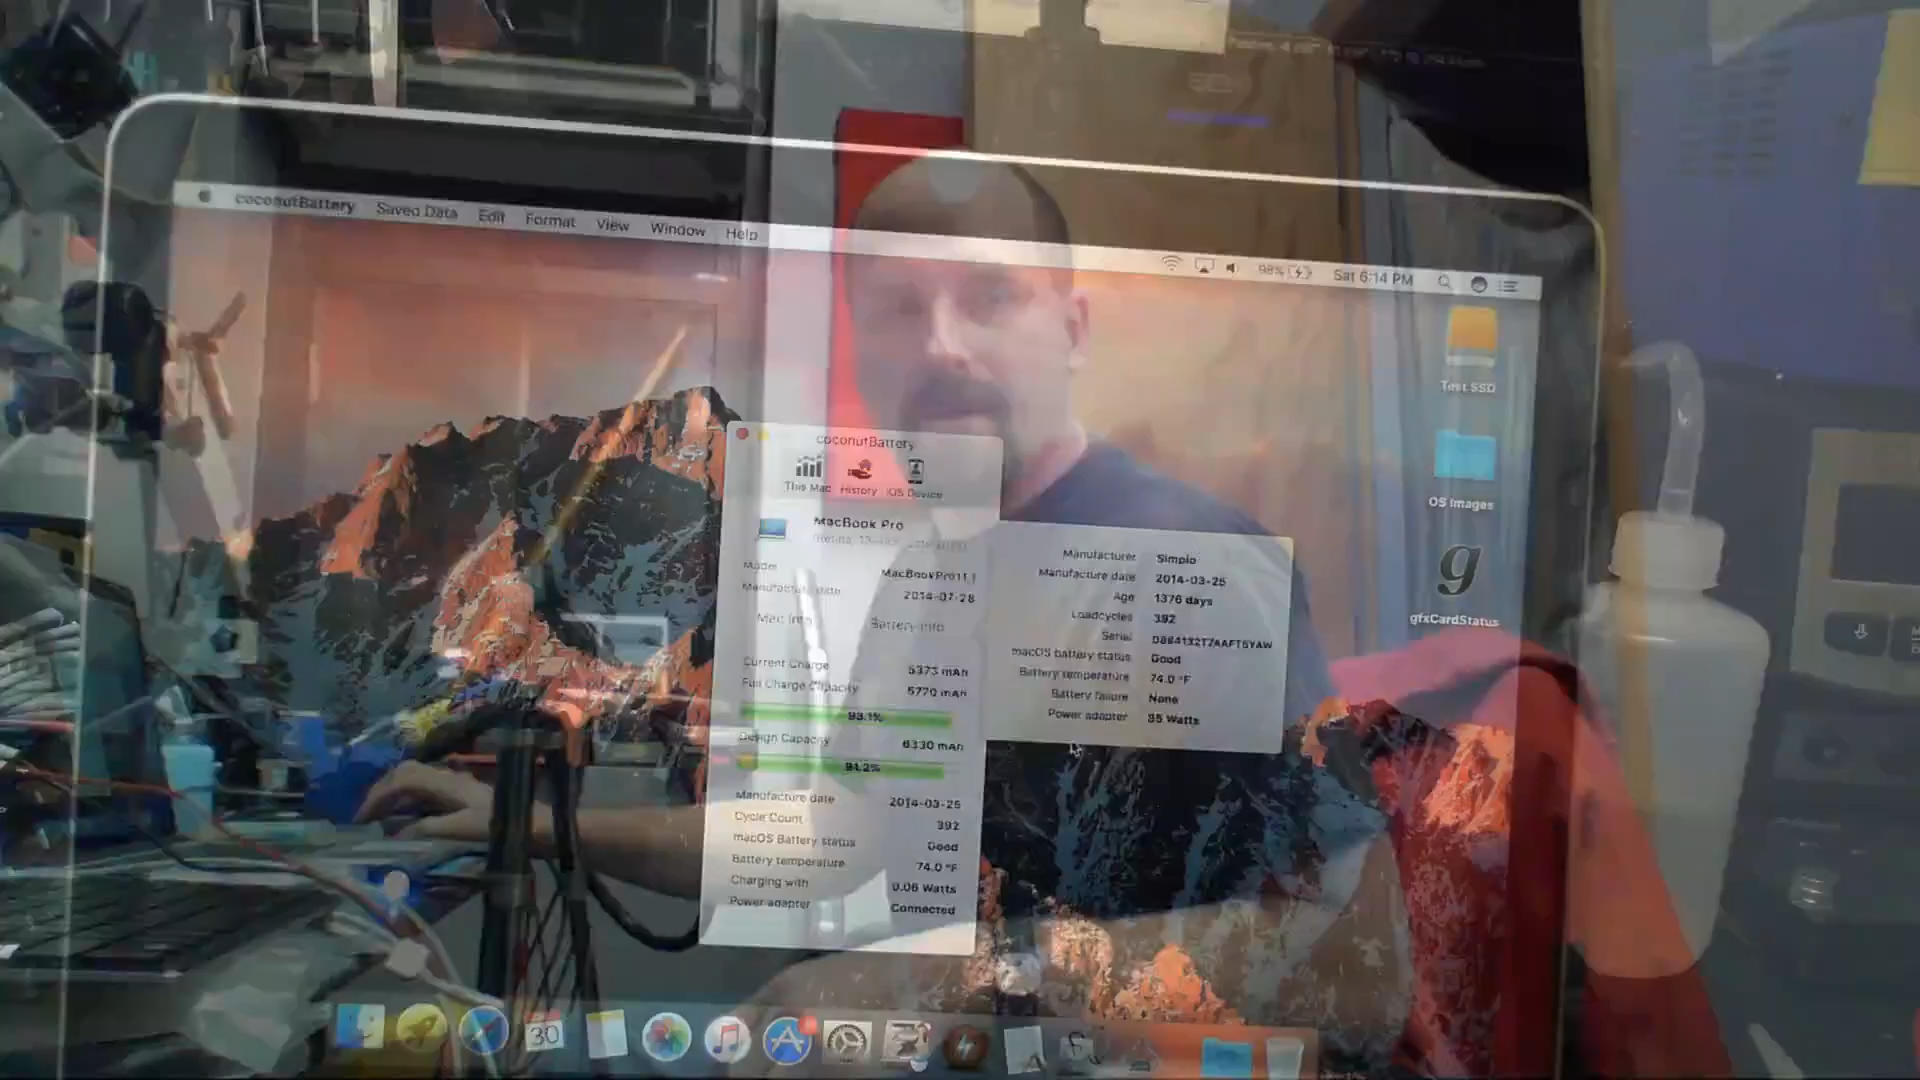 coconutBattery Saved Data Edit Format View Window Help
98% Sat 6:14 PM
Test SSD
OS Images
gfxCardStatus
coconutBattery
This Mac History iOS Device
MacBook Pro
Model MacBookPro11,1
Manufacture date 2014-07-28
Mac Info Battery Info
Current Charge 5373 mAh
Full Charge Capacity 5770 mAh
93.1%
Design Capacity 6330 mAh
91.2%
Manufacture date 2014-03-25
Cycle Count 392
macOS Battery status Good
Battery temperature 74.0 °F
Charging with 0.06 Watts
Power adapter Connected
Manufacturer Simplo
Manufacture date 2014-03-25
Age 1376 days
Loadcycles 392
Serial
macOS battery status Good
Battery temperature 74.0 °F
Battery failure None
Power adapter 85 Watts
30